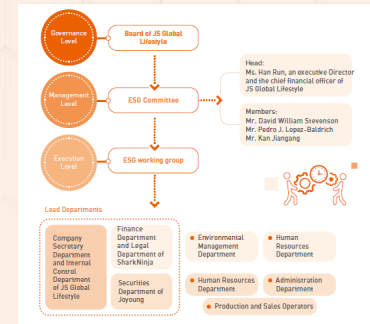 Governance
Level
Board of JS Global
Lifestyle
Head:
Ms. Han Run, an executive Director
and the chief financial officer of
JS Global Lifestyle
Management
Level
ESG Committee
Members:
Mr. David William Stevenson
Mr. Pedro J. Lopez-Baldrich
Mr. Kan Jiangang
Execution
Level
ESG working group
Lead Departments
Company
Secretary
Department
and Internal
Control
Department
of JS Global
Lifestyle
Finance
Department
and Legal
Department of
SharkNinja
Securities
Department of
Joyoung
Environmental
Management
Department
Human
Resources
Department
Human Resources
Department
Administration
Department
Production and Sales Operators